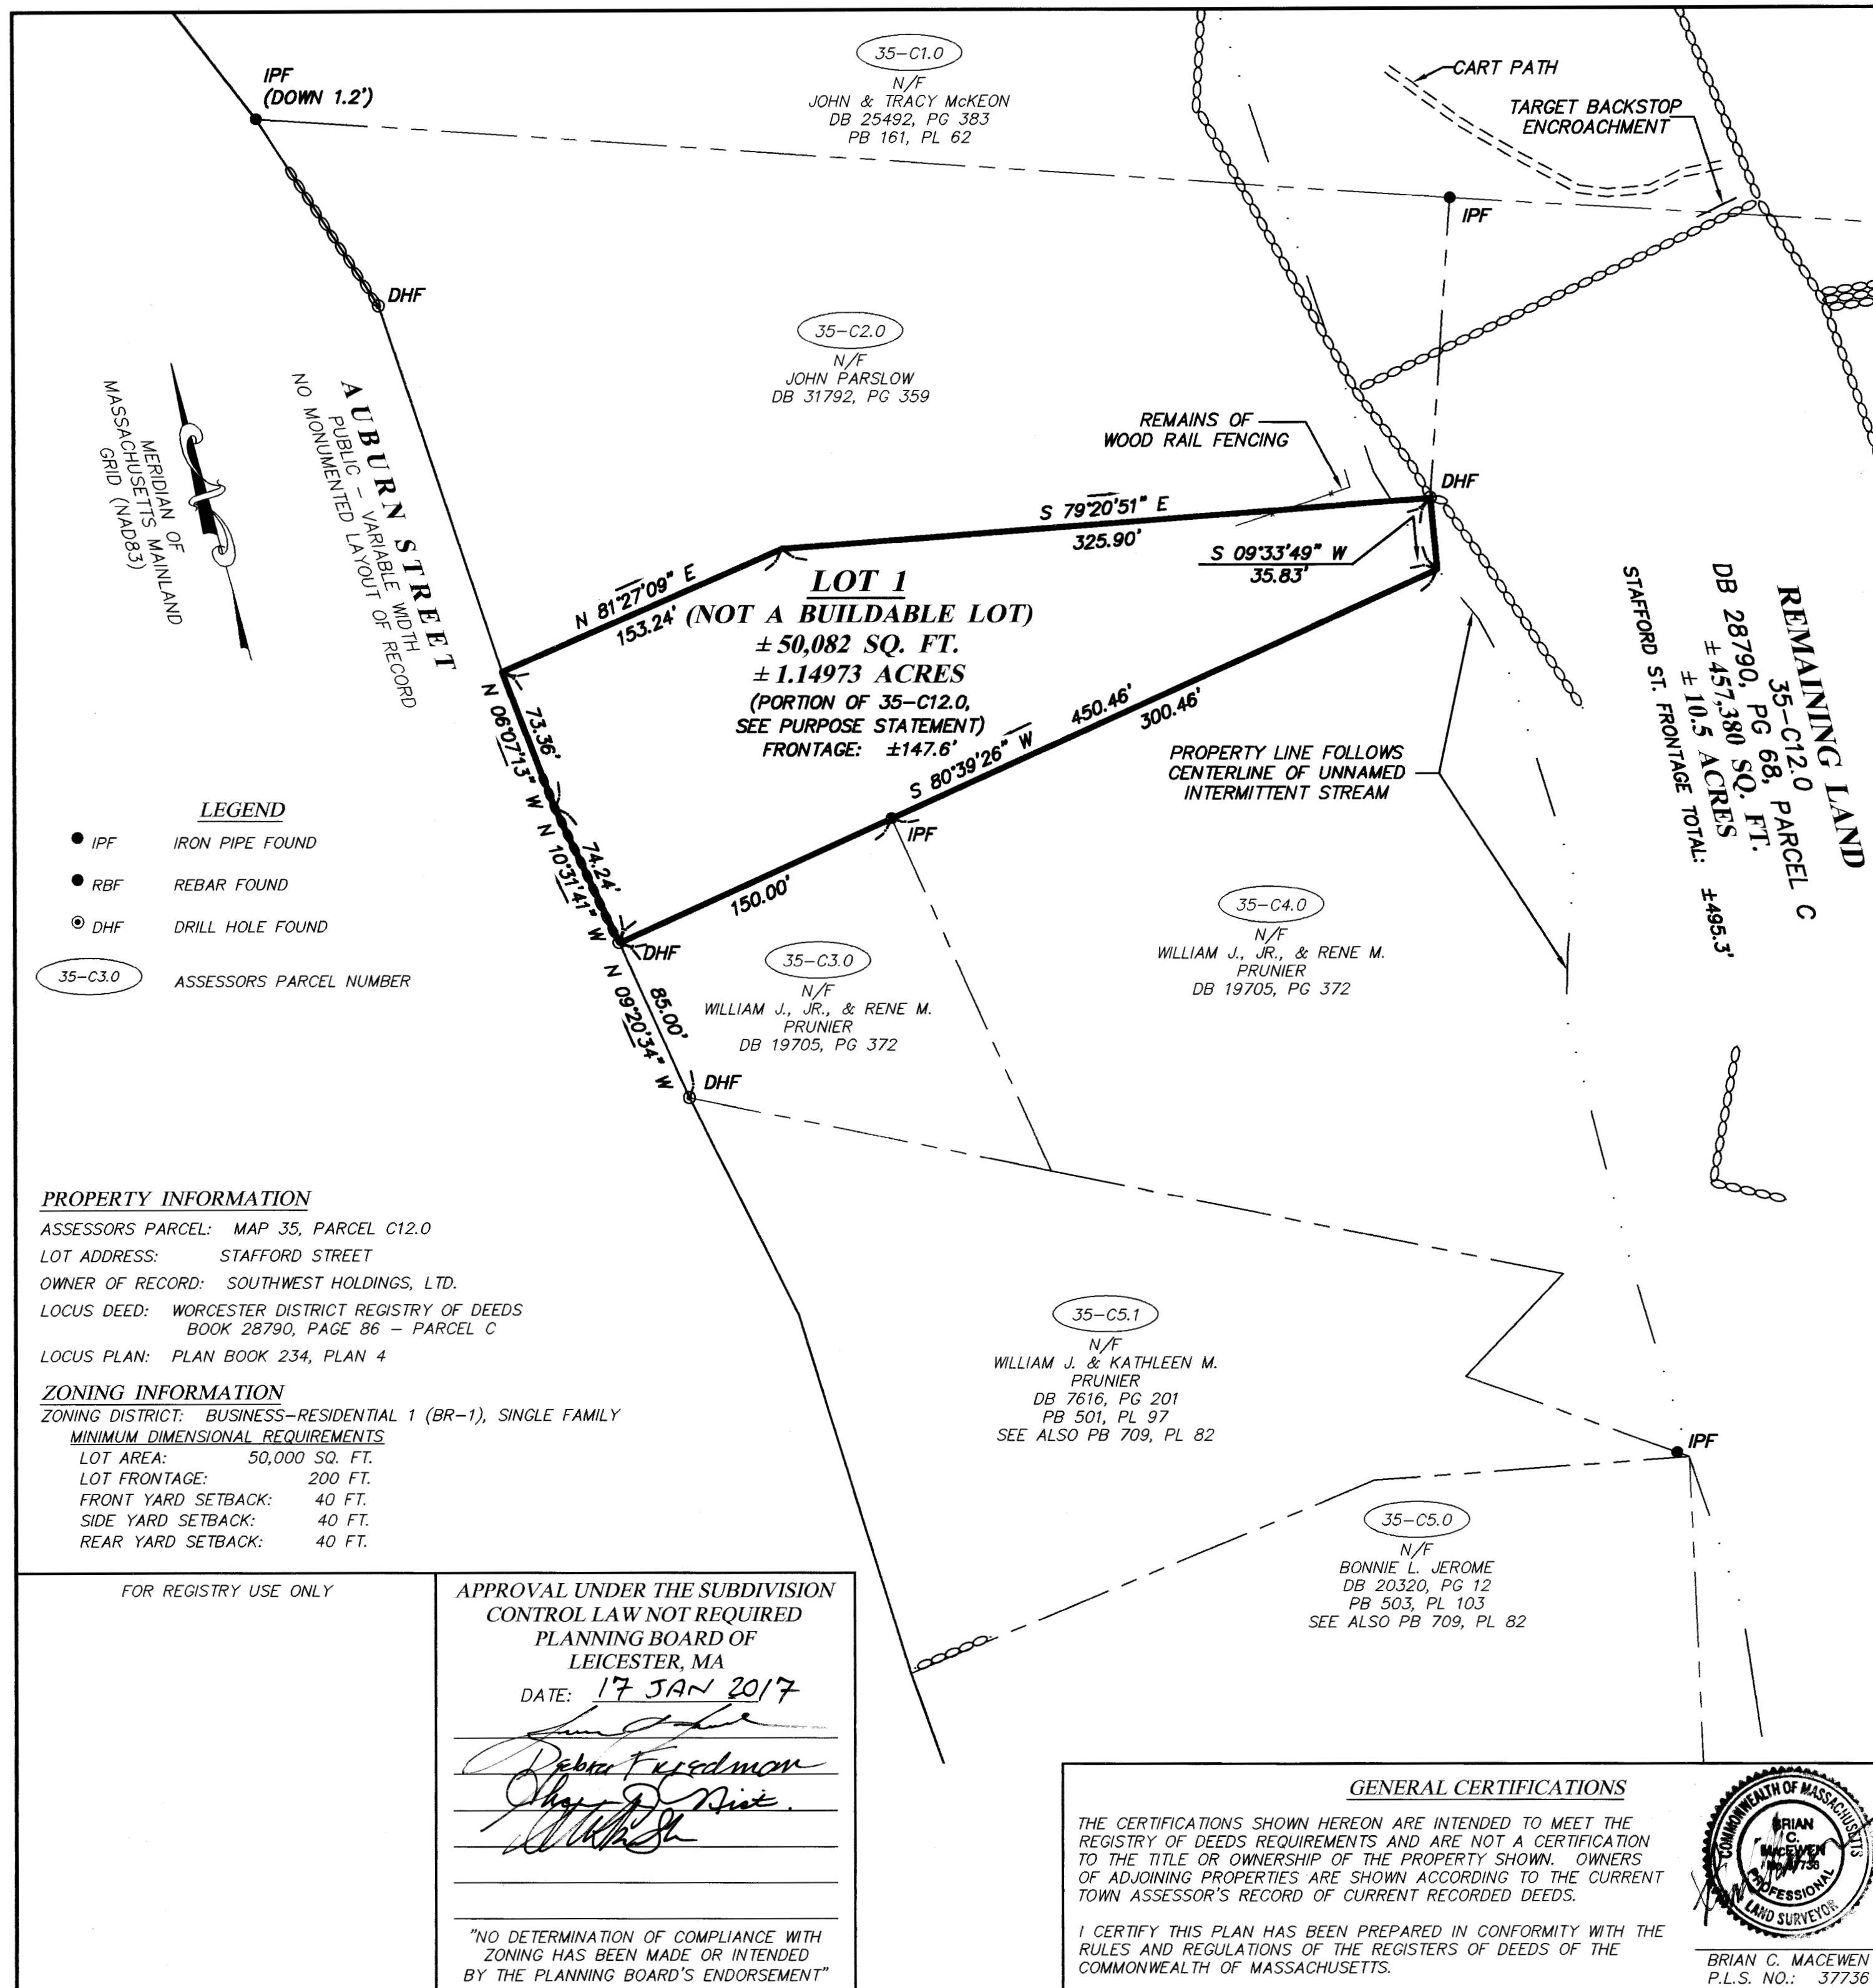 IPF
(DOWN 1.2')
35-C1.0
N/F
JOHN & TRACY McKEON
DB 25492, PG 383
PB 161, PL 62
CART PATH
TARGET BACKSTOP
ENCROACHMENT
IPF
DHF
35-C2.0
N/F
JOHN PARSLOW
DB 31792, PG 359
REMAINS OF
WOOD RAIL FENCING
DHF
MERIDIAN OF
MASSACHUSETTS MAINLAND
GRID (NAD83)
AUBURN STREET
PUBLIC - VARIABLE WIDTH
NO MONUMENTED LAYOUT OF RECORD
S 79°20'51" E
325.90'
S 09°33'49" W
35.83'
N 81°27'09" E
153.24'
LOT 1
(NOT A BUILDABLE LOT)
±50,082 SQ. FT.
±1.14973 ACRES
(PORTION OF 35-C12.0,
SEE PURPOSE STATEMENT)
FRONTAGE: ±147.6'
REMAINING LAND
35-C12.0
DB 28790, PG 68, PARCEL C
±457,380 SQ. FT.
±10.5 ACRES
STAFFORD ST. FRONTAGE TOTAL: ±495.3'
73.36'
N 06°07'13" W
74.24'
N 10°31'41" W
450.46'
300.46'
S 80°39'26" W
IPF
150.00'
DHF
PROPERTY LINE FOLLOWS
CENTERLINE OF UNNAMED
INTERMITTENT STREAM
LEGEND
IPF IRON PIPE FOUND
RBF REBAR FOUND
DHF DRILL HOLE FOUND
35-C3.0 ASSESSORS PARCEL NUMBER
35-C3.0
N/F
WILLIAM J., JR., & RENE M.
PRUNIER
DB 19705, PG 372
35-C4.0
N/F
WILLIAM J., JR., & RENE M.
PRUNIER
DB 19705, PG 372
85.00'
N 09°20'34" W
DHF
PROPERTY INFORMATION
ASSESSORS PARCEL: MAP 35, PARCEL C12.0
LOT ADDRESS: STAFFORD STREET
OWNER OF RECORD: SOUTHWEST HOLDINGS, LTD.
LOCUS DEED: WORCESTER DISTRICT REGISTRY OF DEEDS
BOOK 28790, PAGE 86 - PARCEL C
LOCUS PLAN: PLAN BOOK 234, PLAN 4
ZONING INFORMATION
ZONING DISTRICT: BUSINESS-RESIDENTIAL 1 (BR-1), SINGLE FAMILY
MINIMUM DIMENSIONAL REQUIREMENTS
LOT AREA: 50,000 SQ. FT.
LOT FRONTAGE: 200 FT.
FRONT YARD SETBACK: 40 FT.
SIDE YARD SETBACK: 40 FT.
REAR YARD SETBACK: 40 FT.
35-C5.1
N/F
WILLIAM J. & KATHLEEN M.
PRUNIER
DB 7616, PG 201
PB 501, PL 97
SEE ALSO PB 709, PL 82
IPF
35-C5.0
N/F
BONNIE L. JEROME
DB 20320, PG 12
PB 503, PL 103
SEE ALSO PB 709, PL 82
FOR REGISTRY USE ONLY
APPROVAL UNDER THE SUBDIVISION
CONTROL LAW NOT REQUIRED
PLANNING BOARD OF
LEICESTER, MA
DATE: 17 JAN 2017
Debra Friedman
"NO DETERMINATION OF COMPLIANCE WITH
ZONING HAS BEEN MADE OR INTENDED
BY THE PLANNING BOARD'S ENDORSEMENT"
GENERAL CERTIFICATIONS
THE CERTIFICATIONS SHOWN HEREON ARE INTENDED TO MEET THE
REGISTRY OF DEEDS REQUIREMENTS AND ARE NOT A CERTIFICATION
TO THE TITLE OR OWNERSHIP OF THE PROPERTY SHOWN. OWNERS
OF ADJOINING PROPERTIES ARE SHOWN ACCORDING TO THE CURRENT
TOWN ASSESSOR'S RECORD OF CURRENT RECORDED DEEDS.
I CERTIFY THIS PLAN HAS BEEN PREPARED IN CONFORMITY WITH THE
RULES AND REGULATIONS OF THE REGISTERS OF DEEDS OF THE
COMMONWEALTH OF MASSACHUSETTS.
COMMONWEALTH OF MASSACHUSETTS
BRIAN
C.
MACEWEN
No. 37736
PROFESSIONAL
LAND SURVEYOR
BRIAN C. MACEWEN
P.L.S. NO.: 37736